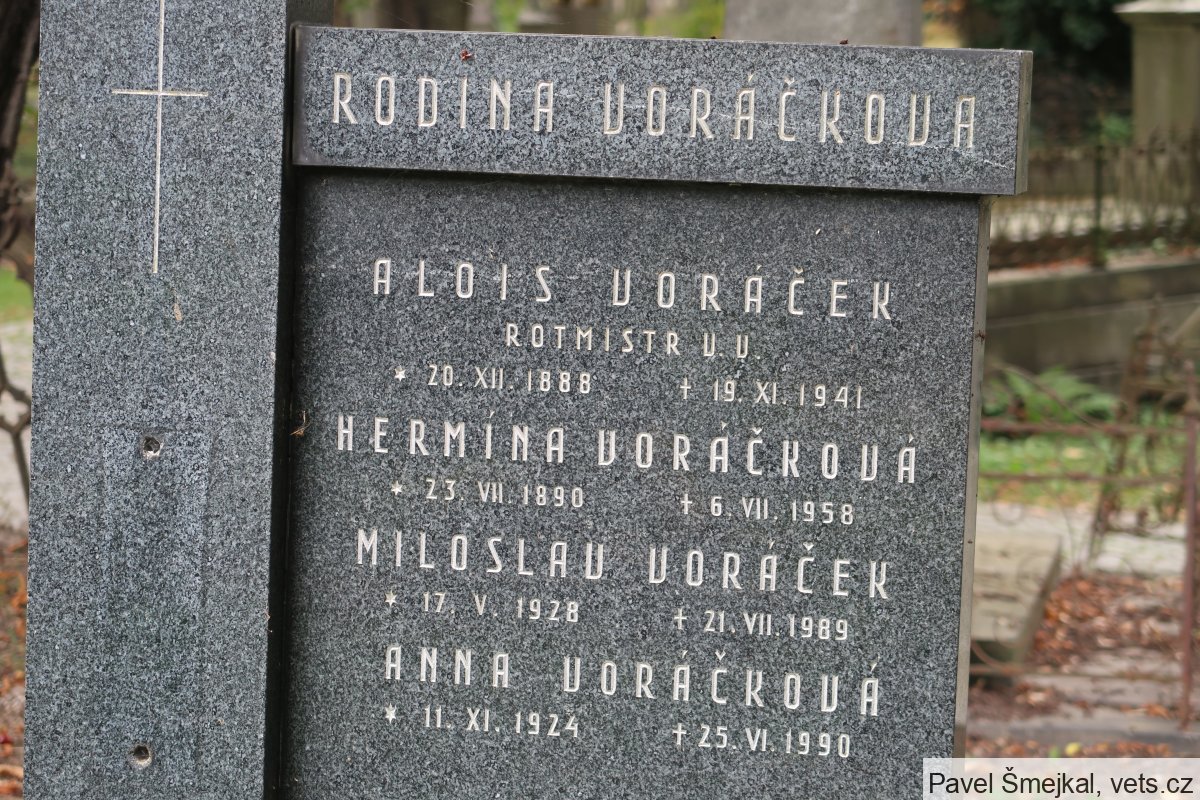 RODINA VORÁČKOVA
ALOIS VORÁČEK
ROTMISTR V.V.
* 20. XII. 1888 † 19. XI. 1941
HERMÍNA VORÁČKOVÁ
* 23. VII. 1890 † 6. VII. 1958
MILOSLAV VORÁČEK
* 17. V. 1928 † 21. VII. 1989
ANNA VORÁČKOVÁ
* 11. XI. 1924 † 25. VI. 1990
Pavel Šmejkal, vets.cz